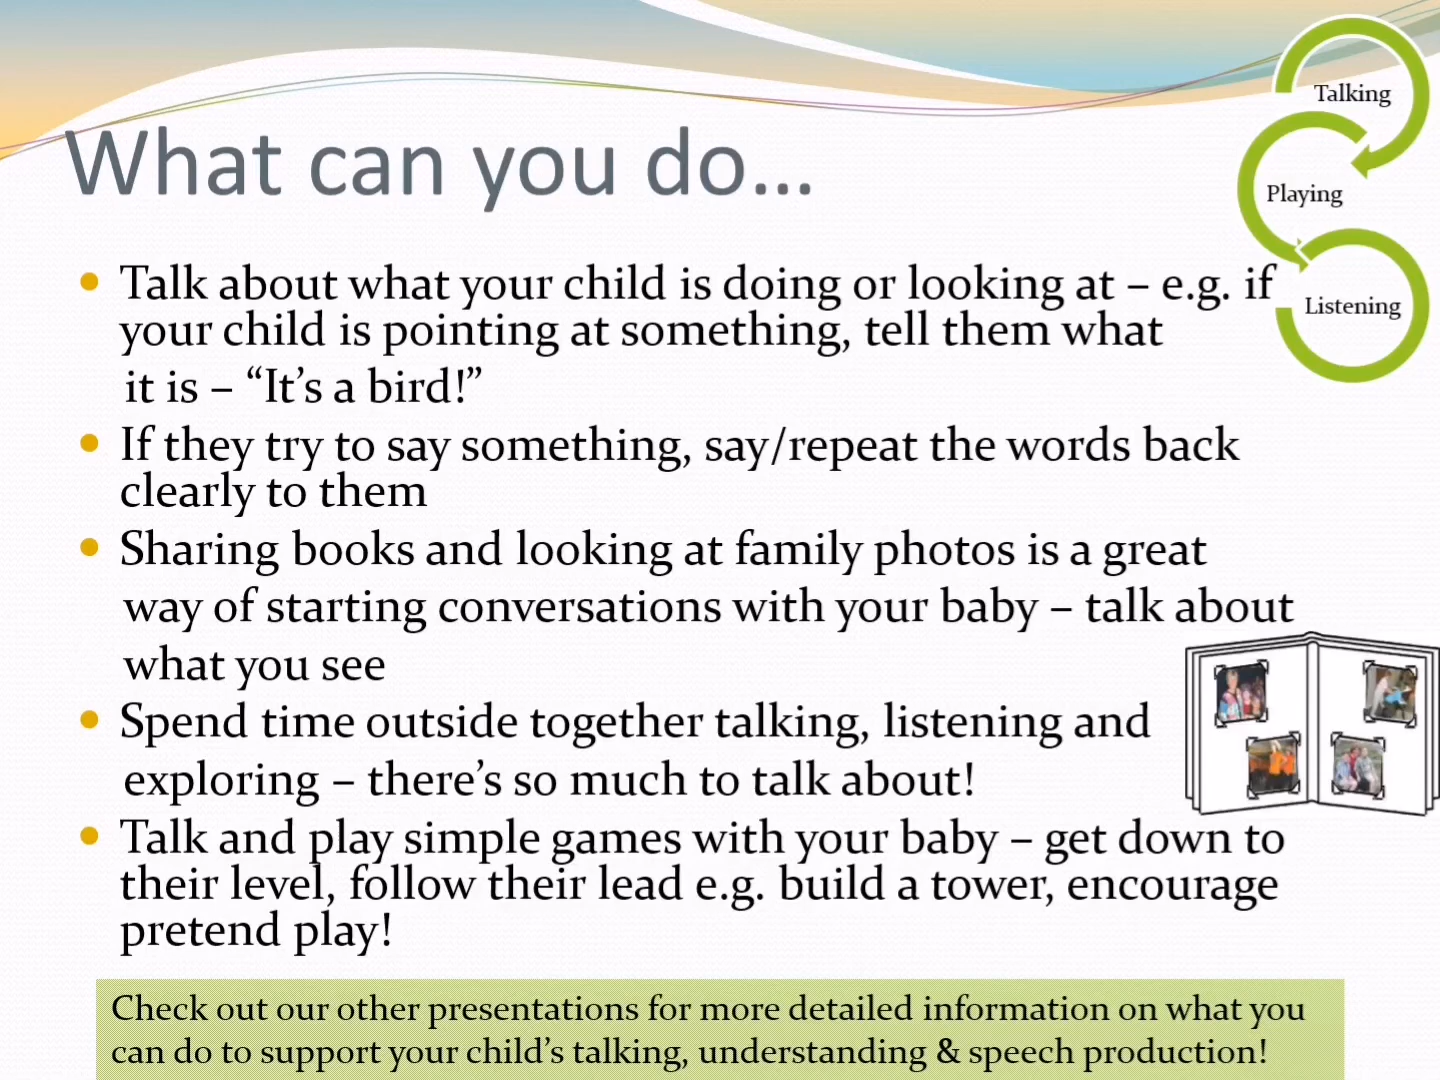 What can you do...
Talking
Playing
Listening
• Talk about what your child is doing or looking at – e.g. if
your child is pointing at something, tell them what
it is – “It’s a bird!”
• If they try to say something, say/repeat the words back
clearly to them
• Sharing books and looking at family photos is a great
way of starting conversations with your baby – talk about
what you see
• Spend time outside together talking, listening and
exploring – there’s so much to talk about!
• Talk and play simple games with your baby – get down to
their level, follow their lead e.g. build a tower, encourage
pretend play!
Check out our other presentations for more detailed information on what you
can do to support your child’s talking, understanding & speech production!